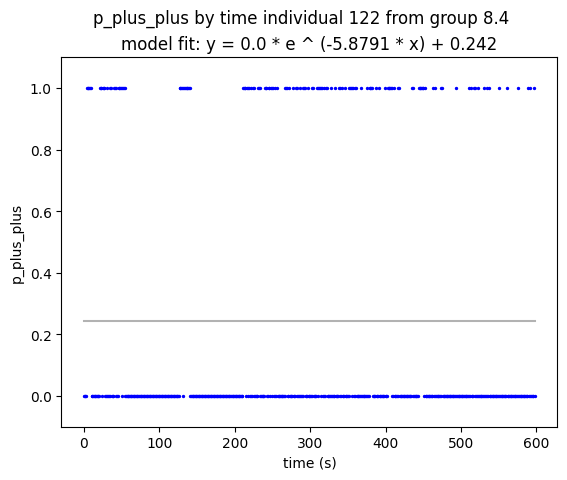 p_plus_plus by time individual 122 from group 8.4
model fit: y = 0.0 * e ^ (-5.8791 * x) + 0.242
1.0
0.8
0.6
0.4
0.2
0.0
p_plus_plus
0 100 200 300 400 500 600
time (s)